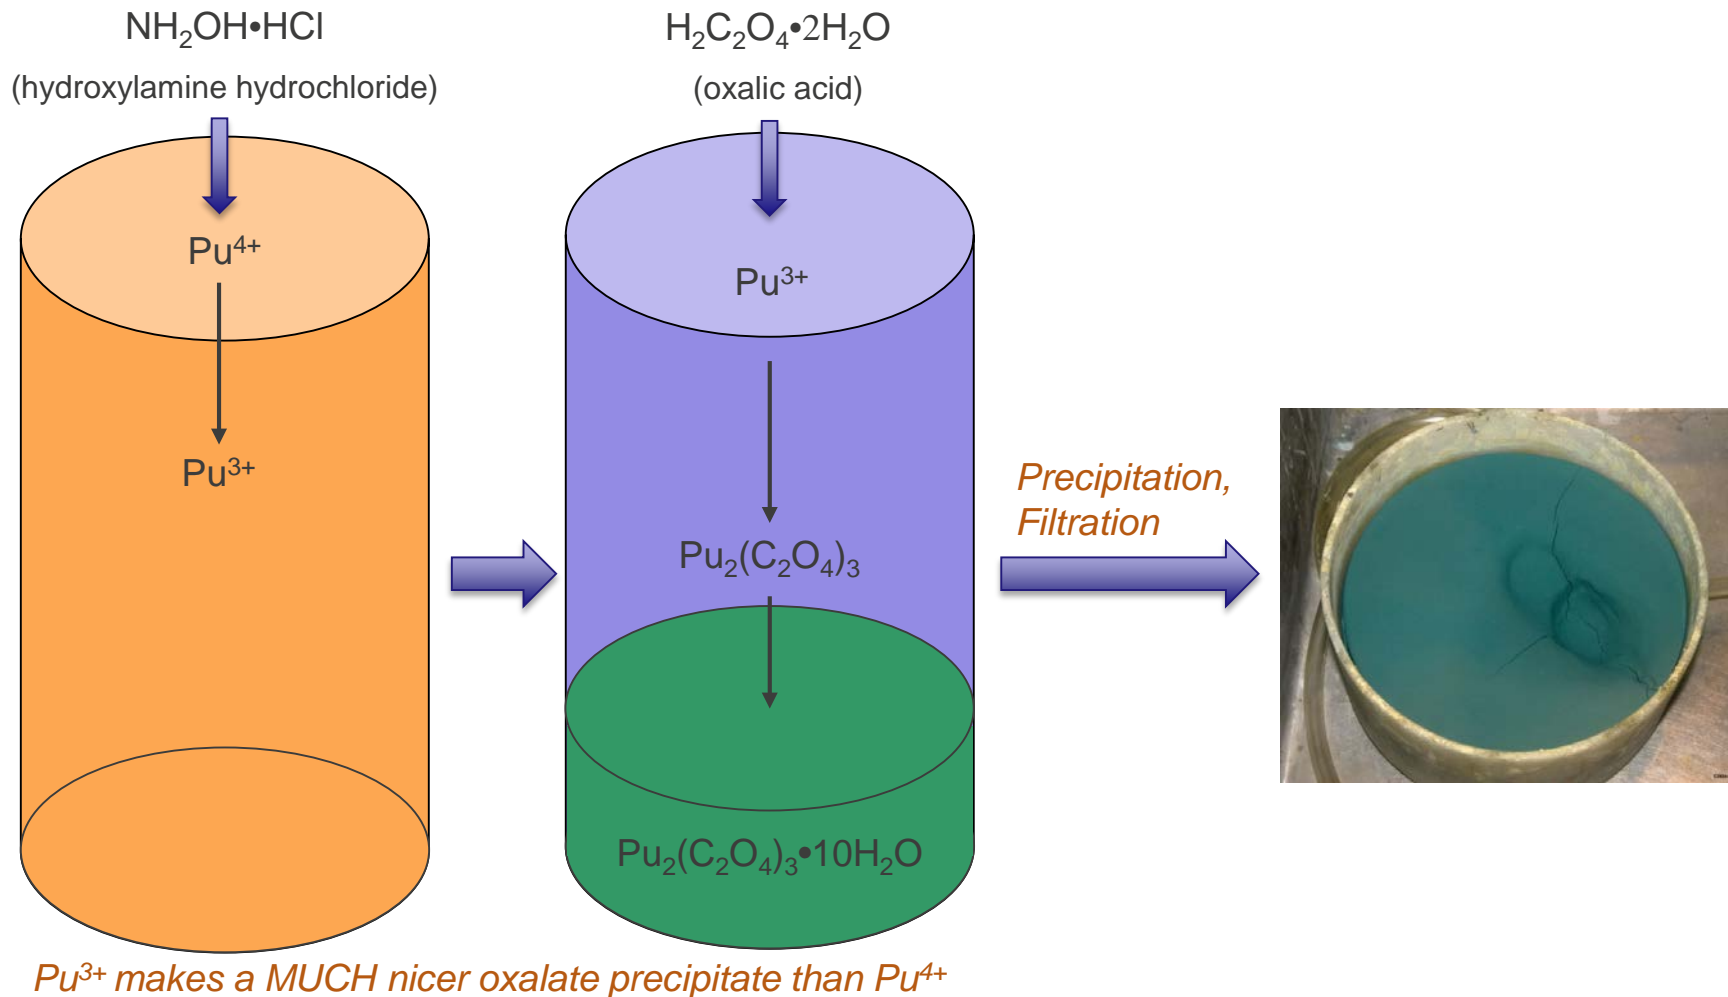 NH₂OH•HCl
(hydroxylamine hydrochloride)
H₂C₂O₄•2H₂O
(oxalic acid)
Pu⁴⁺
Pu³⁺
Pu³⁺
Pu₂(C₂O₄)₃
Pu₂(C₂O₄)₃•10H₂O
Precipitation,
Filtration
Pu³⁺ makes a MUCH nicer oxalate precipitate than Pu⁴⁺